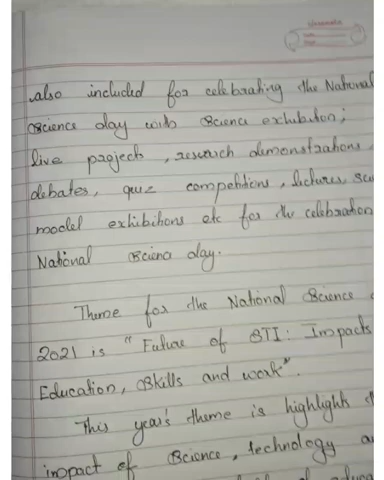 also included for celebrating the National
Science day with Science exhibition;
live projects, research demonstrations,
debates, quiz competitions, lectures, sci
model exhibitions etc for the celebration
National Science day.
Theme for the National Science
2021 is "Future of STI: Impacts
Education, Skills and work".
This year's theme is highlights
impact of Science, technology a